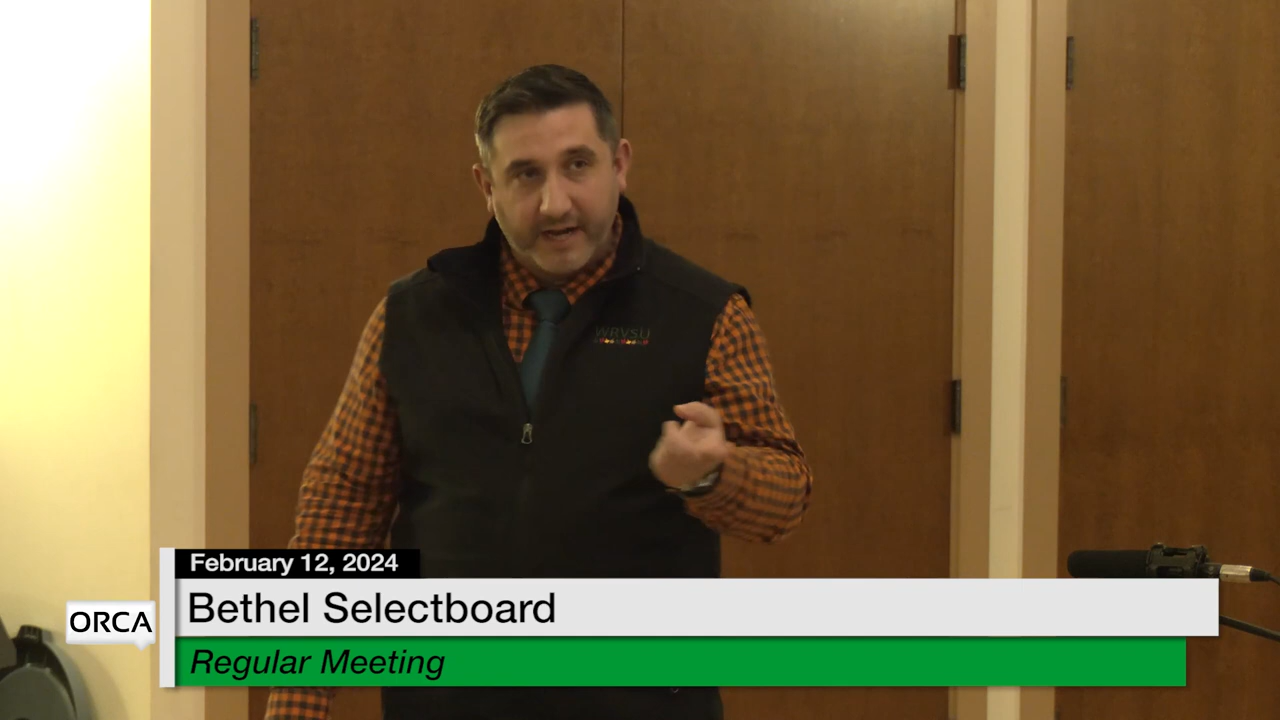 WRVSU
February 12, 2024
Bethel Selectboard
ORCA
Regular Meeting